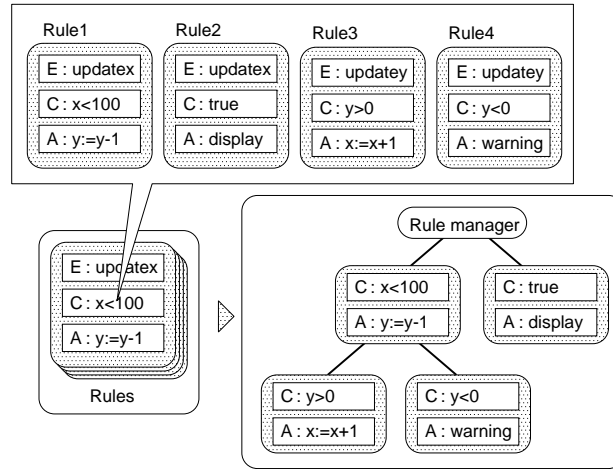 Rule1 Rule2 Rule3 Rule4
E : updatex E : updatex E : updatey E : updatey
C : x<100 C : true C : y>0 C : y<0
A : y:=y-1 A : display A : x:=x+1 A : warning
Rule manager
E : updatex
C : x<100
A : y:=y-1
Rules
C : x<100 C : true
A : y:=y-1 A : display
C : y>0 C : y<0
A : x:=x+1 A : warning